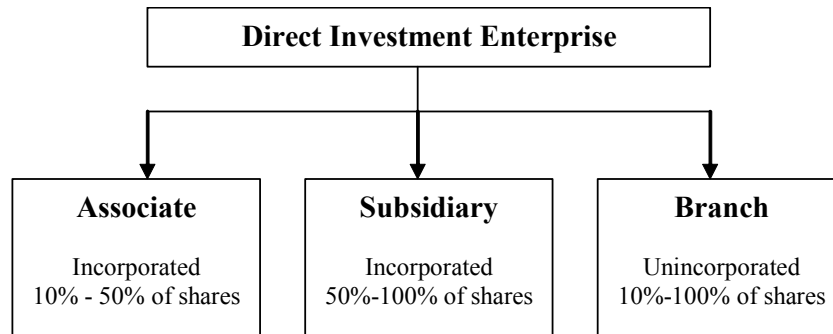 Direct Investment Enterprise
Associate
Incorporated
10% - 50% of shares
Subsidiary
Incorporated
50%-100% of shares
Branch
Unincorporated
10%-100% of shares